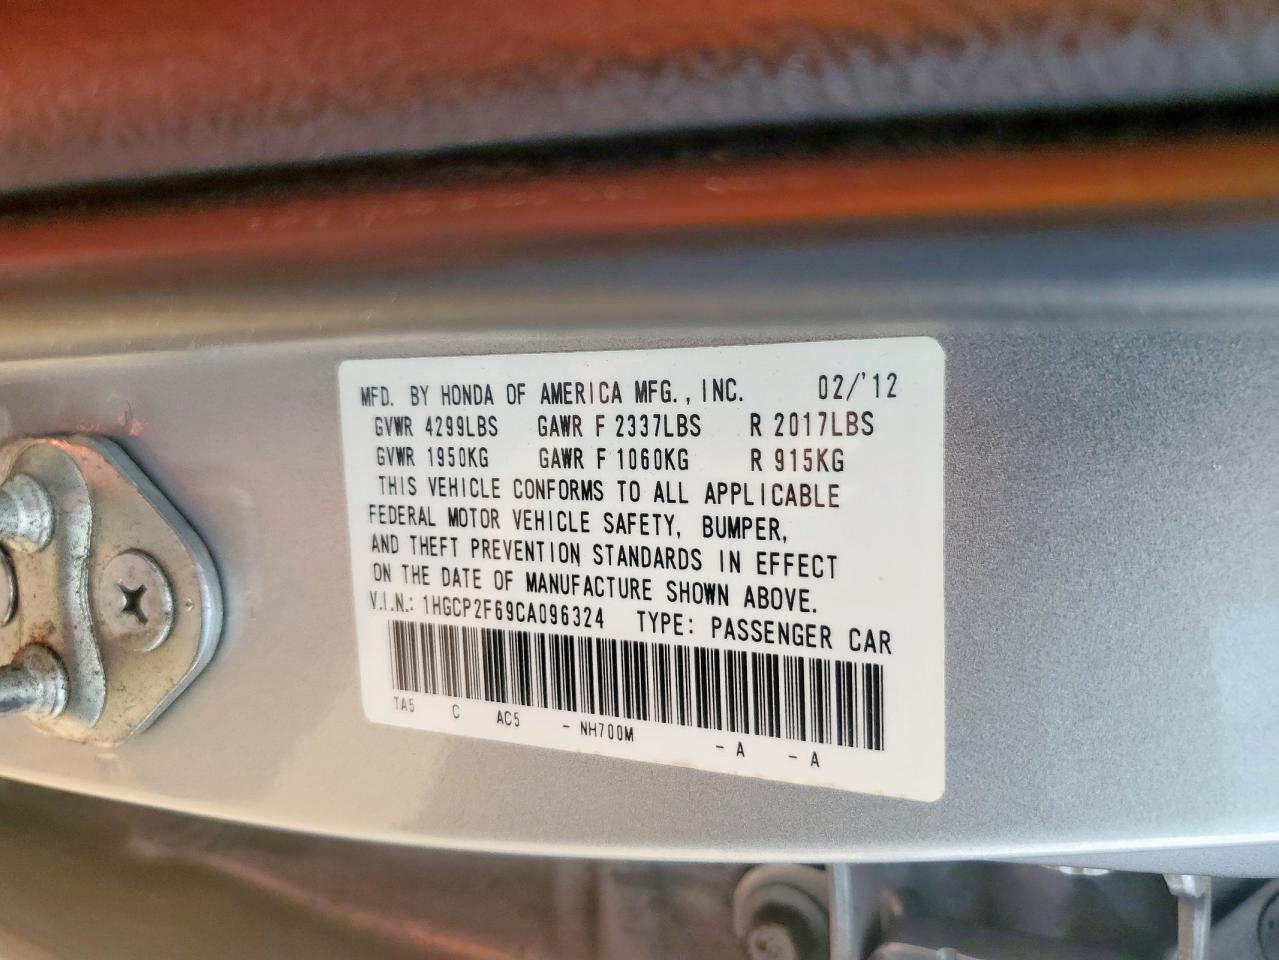 MFD. BY HONDA OF AMERICA MFG., INC. 02/'12
GVWR 4299LBS GAWR F 2337LBS R 2017LBS
GVWR 1950KG GAWR F 1060KG R 915KG
THIS VEHICLE CONFORMS TO ALL APPLICABLE
FEDERAL MOTOR VEHICLE SAFETY, BUMPER,
AND THEFT PREVENTION STANDARDS IN EFFECT
ON THE DATE OF MANUFACTURE SHOWN ABOVE.
V.I.N.: 1HGCP2F69CA096324 TYPE: PASSENGER CAR
TA5 C AC5 - NH700M - A - A